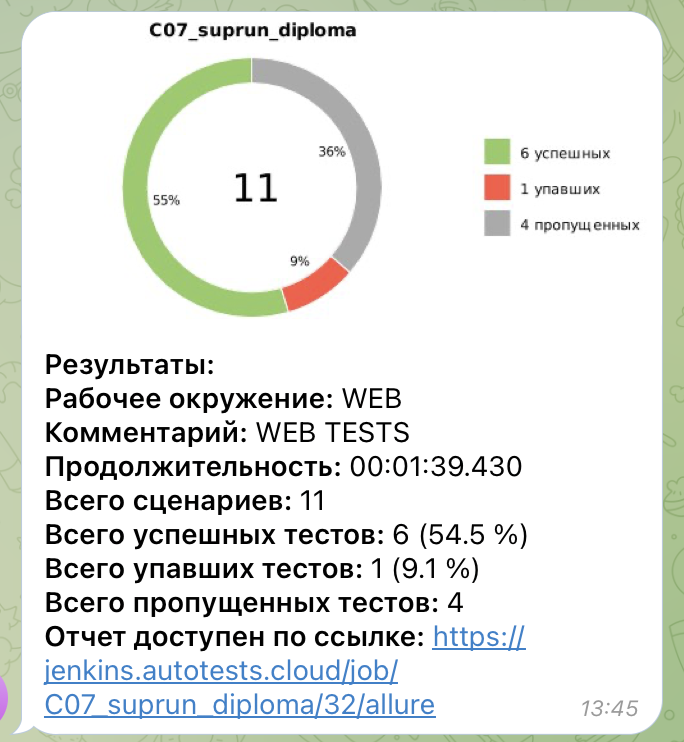 C07_suprun_diploma
36%
6 успешных
1 упавших
11
55%
4 пропущенных
9%
Результаты:
Рабочее окружение: WEB
Комментарий: WEB TESTS
Продолжительность: 00:01:39.430
Всего сценариев: 11
Всего успешных тестов: 6 (54.5 %)
Всего упавших тестов: 1 (9.1 %)
Всего пропущенных тестов: 4
Отчет доступен по ссылке: https://
jenkins.autotests.cloud/job/
C07_suprun_diploma/32/allure
13:45